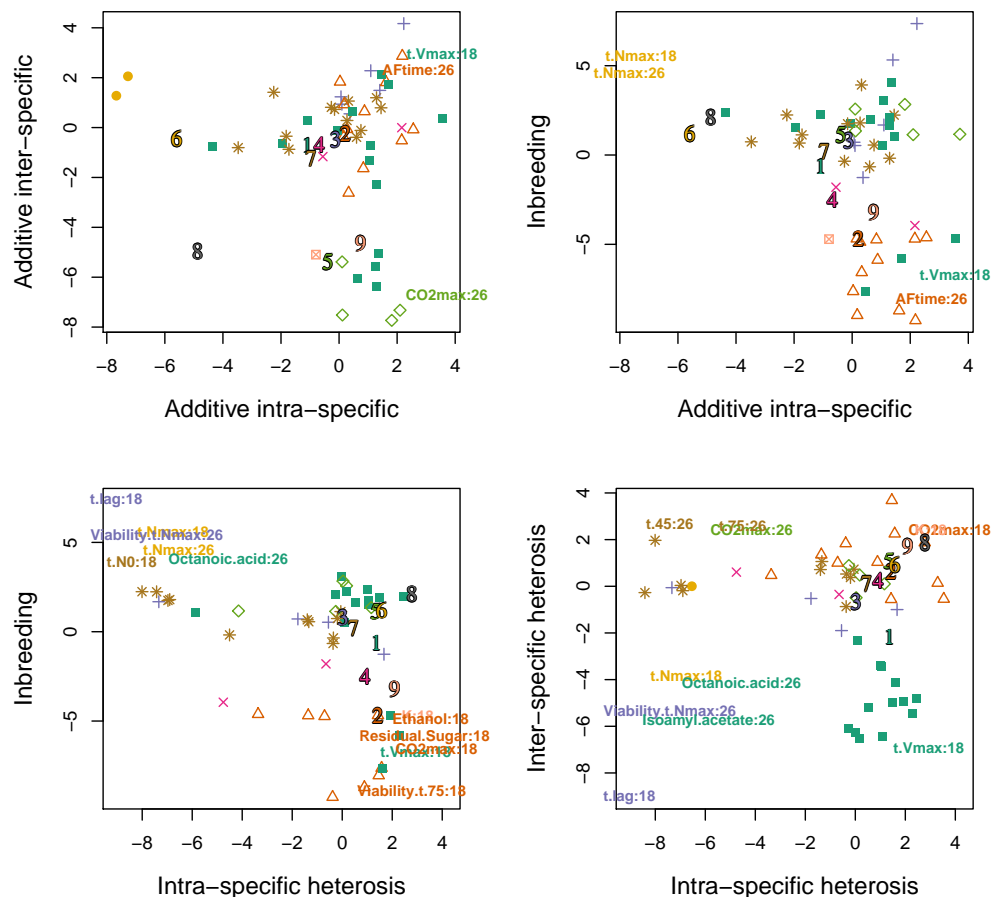 4
2
0
−2
−4
−6
−8
Additive inter−specific
t.Vmax:18
AFtime:26
CO2max:26
1
2
3
4
5
6
7
8
9
−8 −6 −4 −2 0 2 4
Additive intra−specific
5
0
−5
Inbreeding
t.Nmax:18
t.Nmax:26
t.Vmax:18
AFtime:26
1
2
3
4
5
6
7
8
9
−8 −6 −4 −2 0 2 4
Additive intra−specific
5
0
−5
Inbreeding
t.lag:18
t.Nmax:18
Viability.t.Nmax:26
t.Nmax:26
t.N0:18
Octanoic.acid:26
Ethanol:18
Residual.Sugar:18
CO2max:18
t.Vmax:18
Viability.t.75:18
1
2
3
4
5
6
7
8
9
−10 −8 −6 −4 −2 0 2 4
Intra−specific heterosis
4
2
0
−2
−4
−6
−8
Inter−specific heterosis
t.45:26
t.75:26
CO2max:26
CO2max:18
t.Nmax:18
Octanoic.acid:26
Viability.t.Nmax:26
Isoamyl.acetate:26
t.Vmax:18
t.lag:18
1
2
3
4
5
6
7
8
9
−8 −6 −4 −2 0 2 4
Intra−specific heterosis